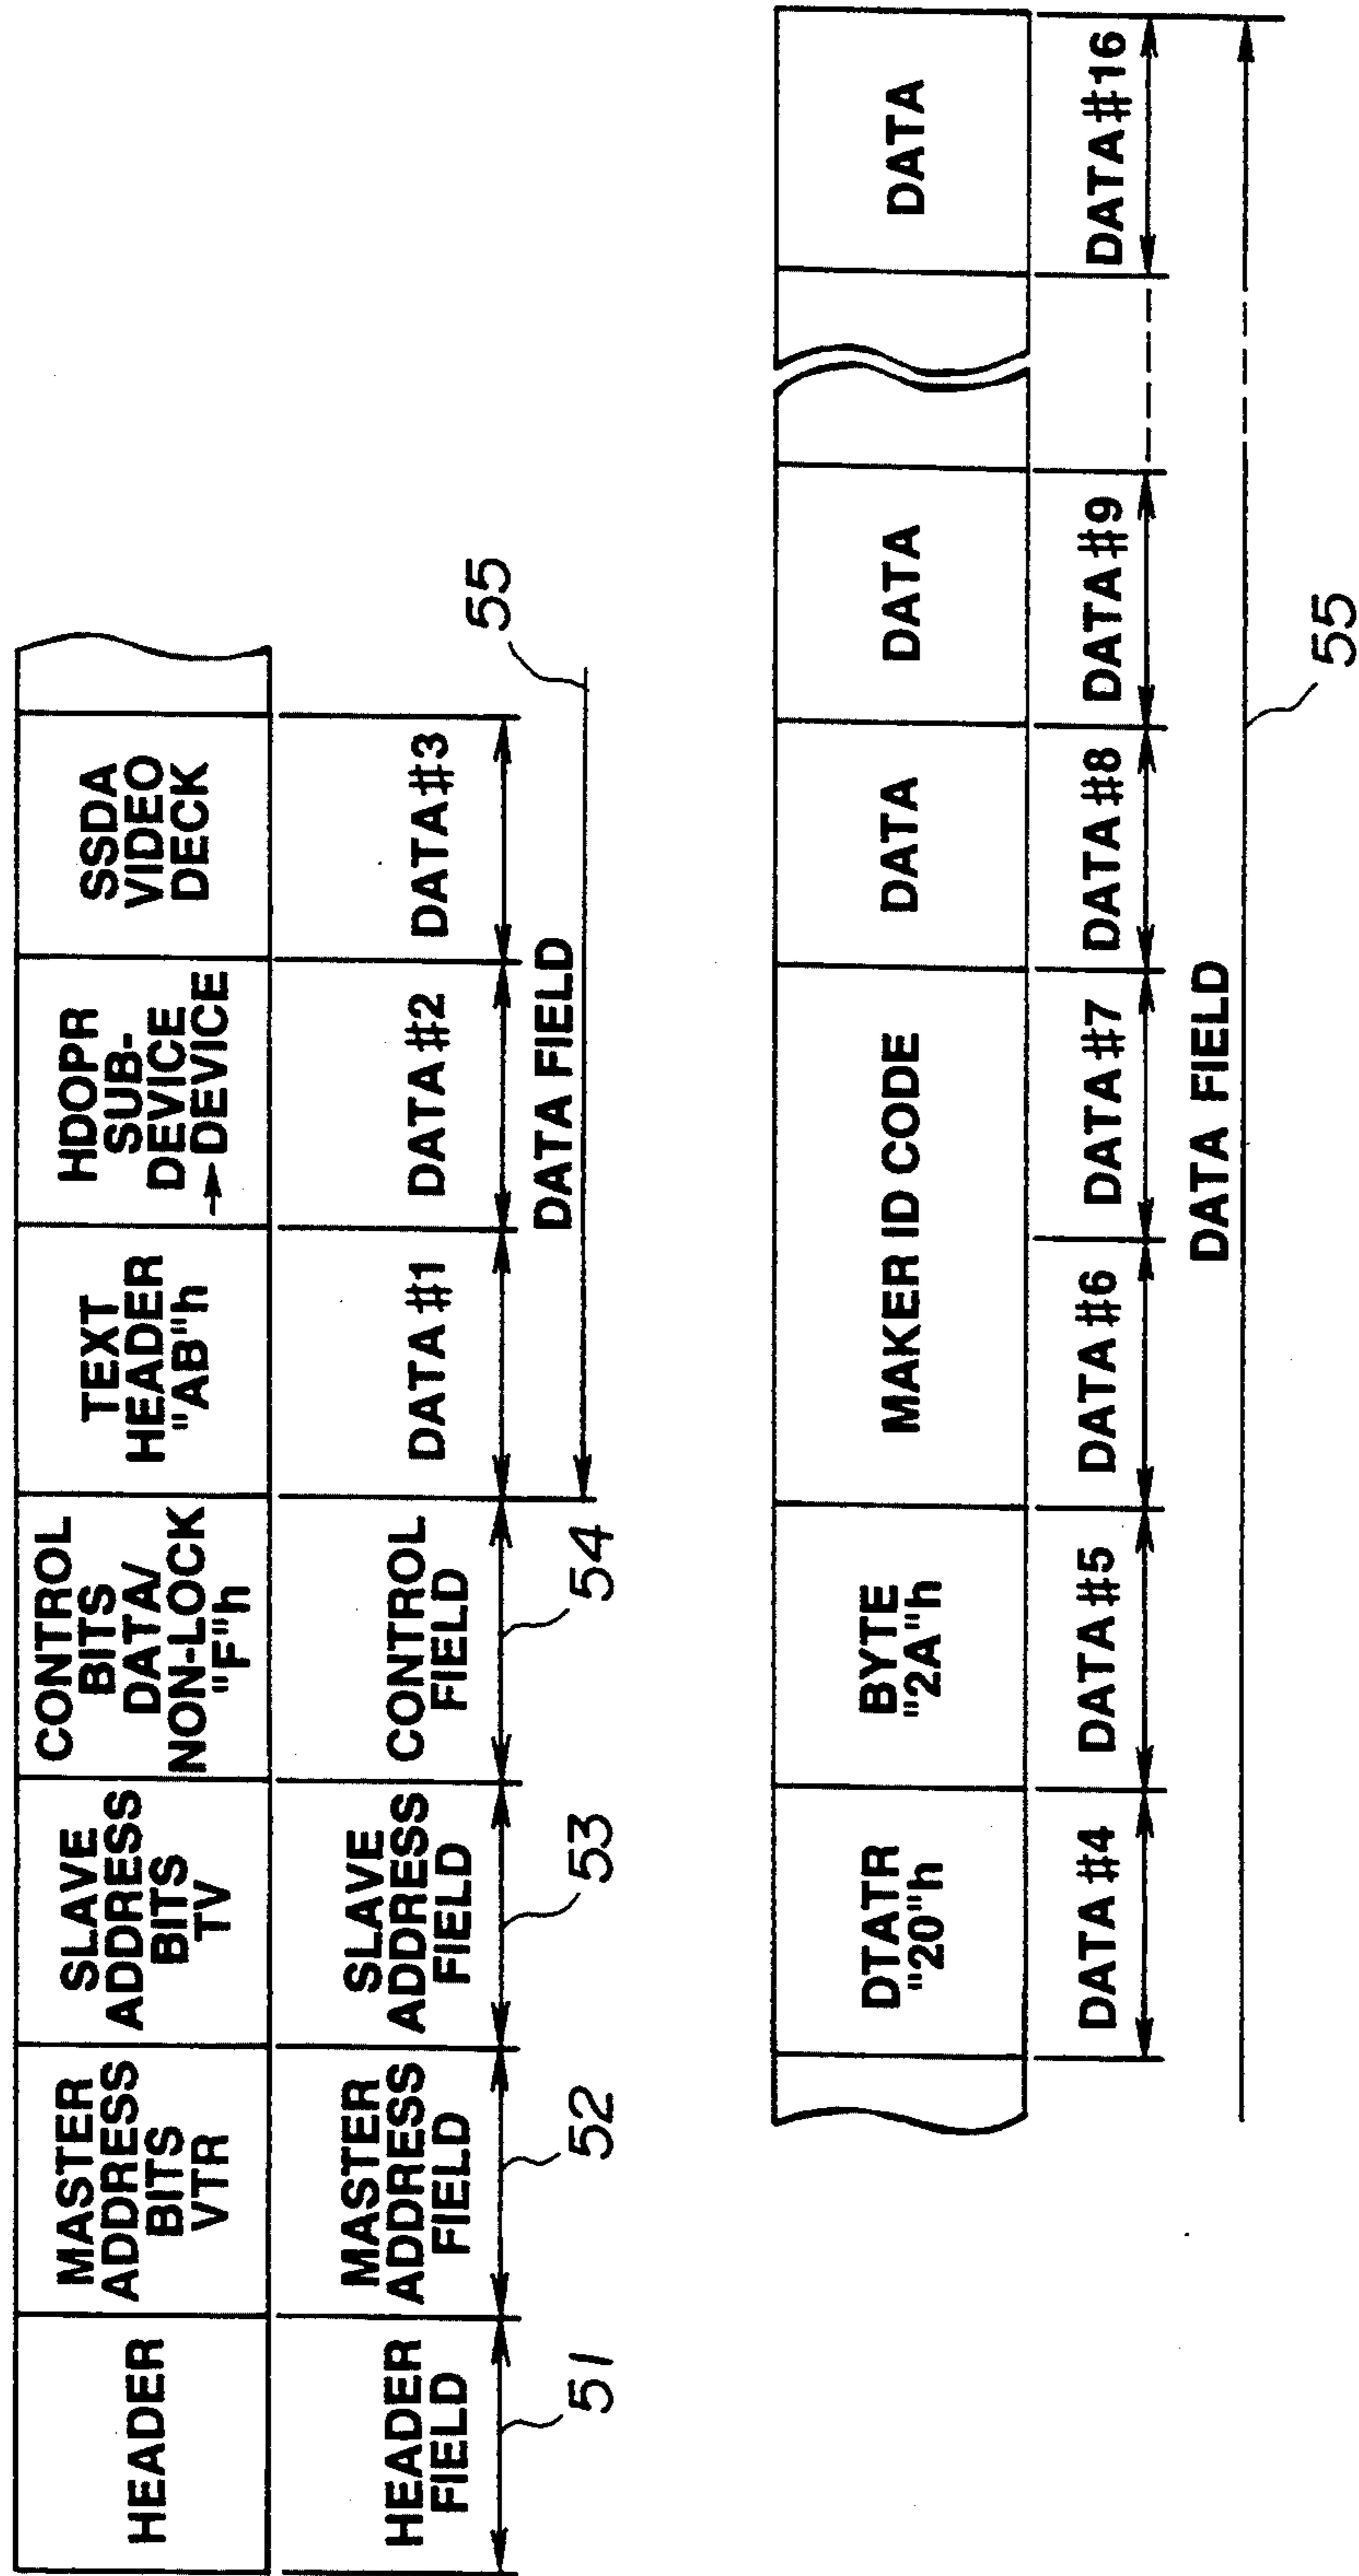 HEADER
MASTER
ADDRESS
BITS
VTR
SLAVE
ADDRESS
BITS
TV
CONTROL
BITS
DATA/
NON-LOCK
"F"h
TEXT
HEADER
"AB"h
HDOPR
SUB-
DEVICE
→DEVICE
SSDA
VIDEO
DECK
HEADER
FIELD
MASTER
ADDRESS
FIELD
SLAVE
ADDRESS
FIELD
CONTROL
FIELD
DATA #1
DATA #2
DATA #3
DATA FIELD
51
52
53
54
55
DTATR
"20"h
BYTE
"2A"h
MAKER ID CODE
DATA
DATA
DATA
DATA #4
DATA #5
DATA #6
DATA #7
DATA #8
DATA #9
DATA #16
DATA FIELD
55